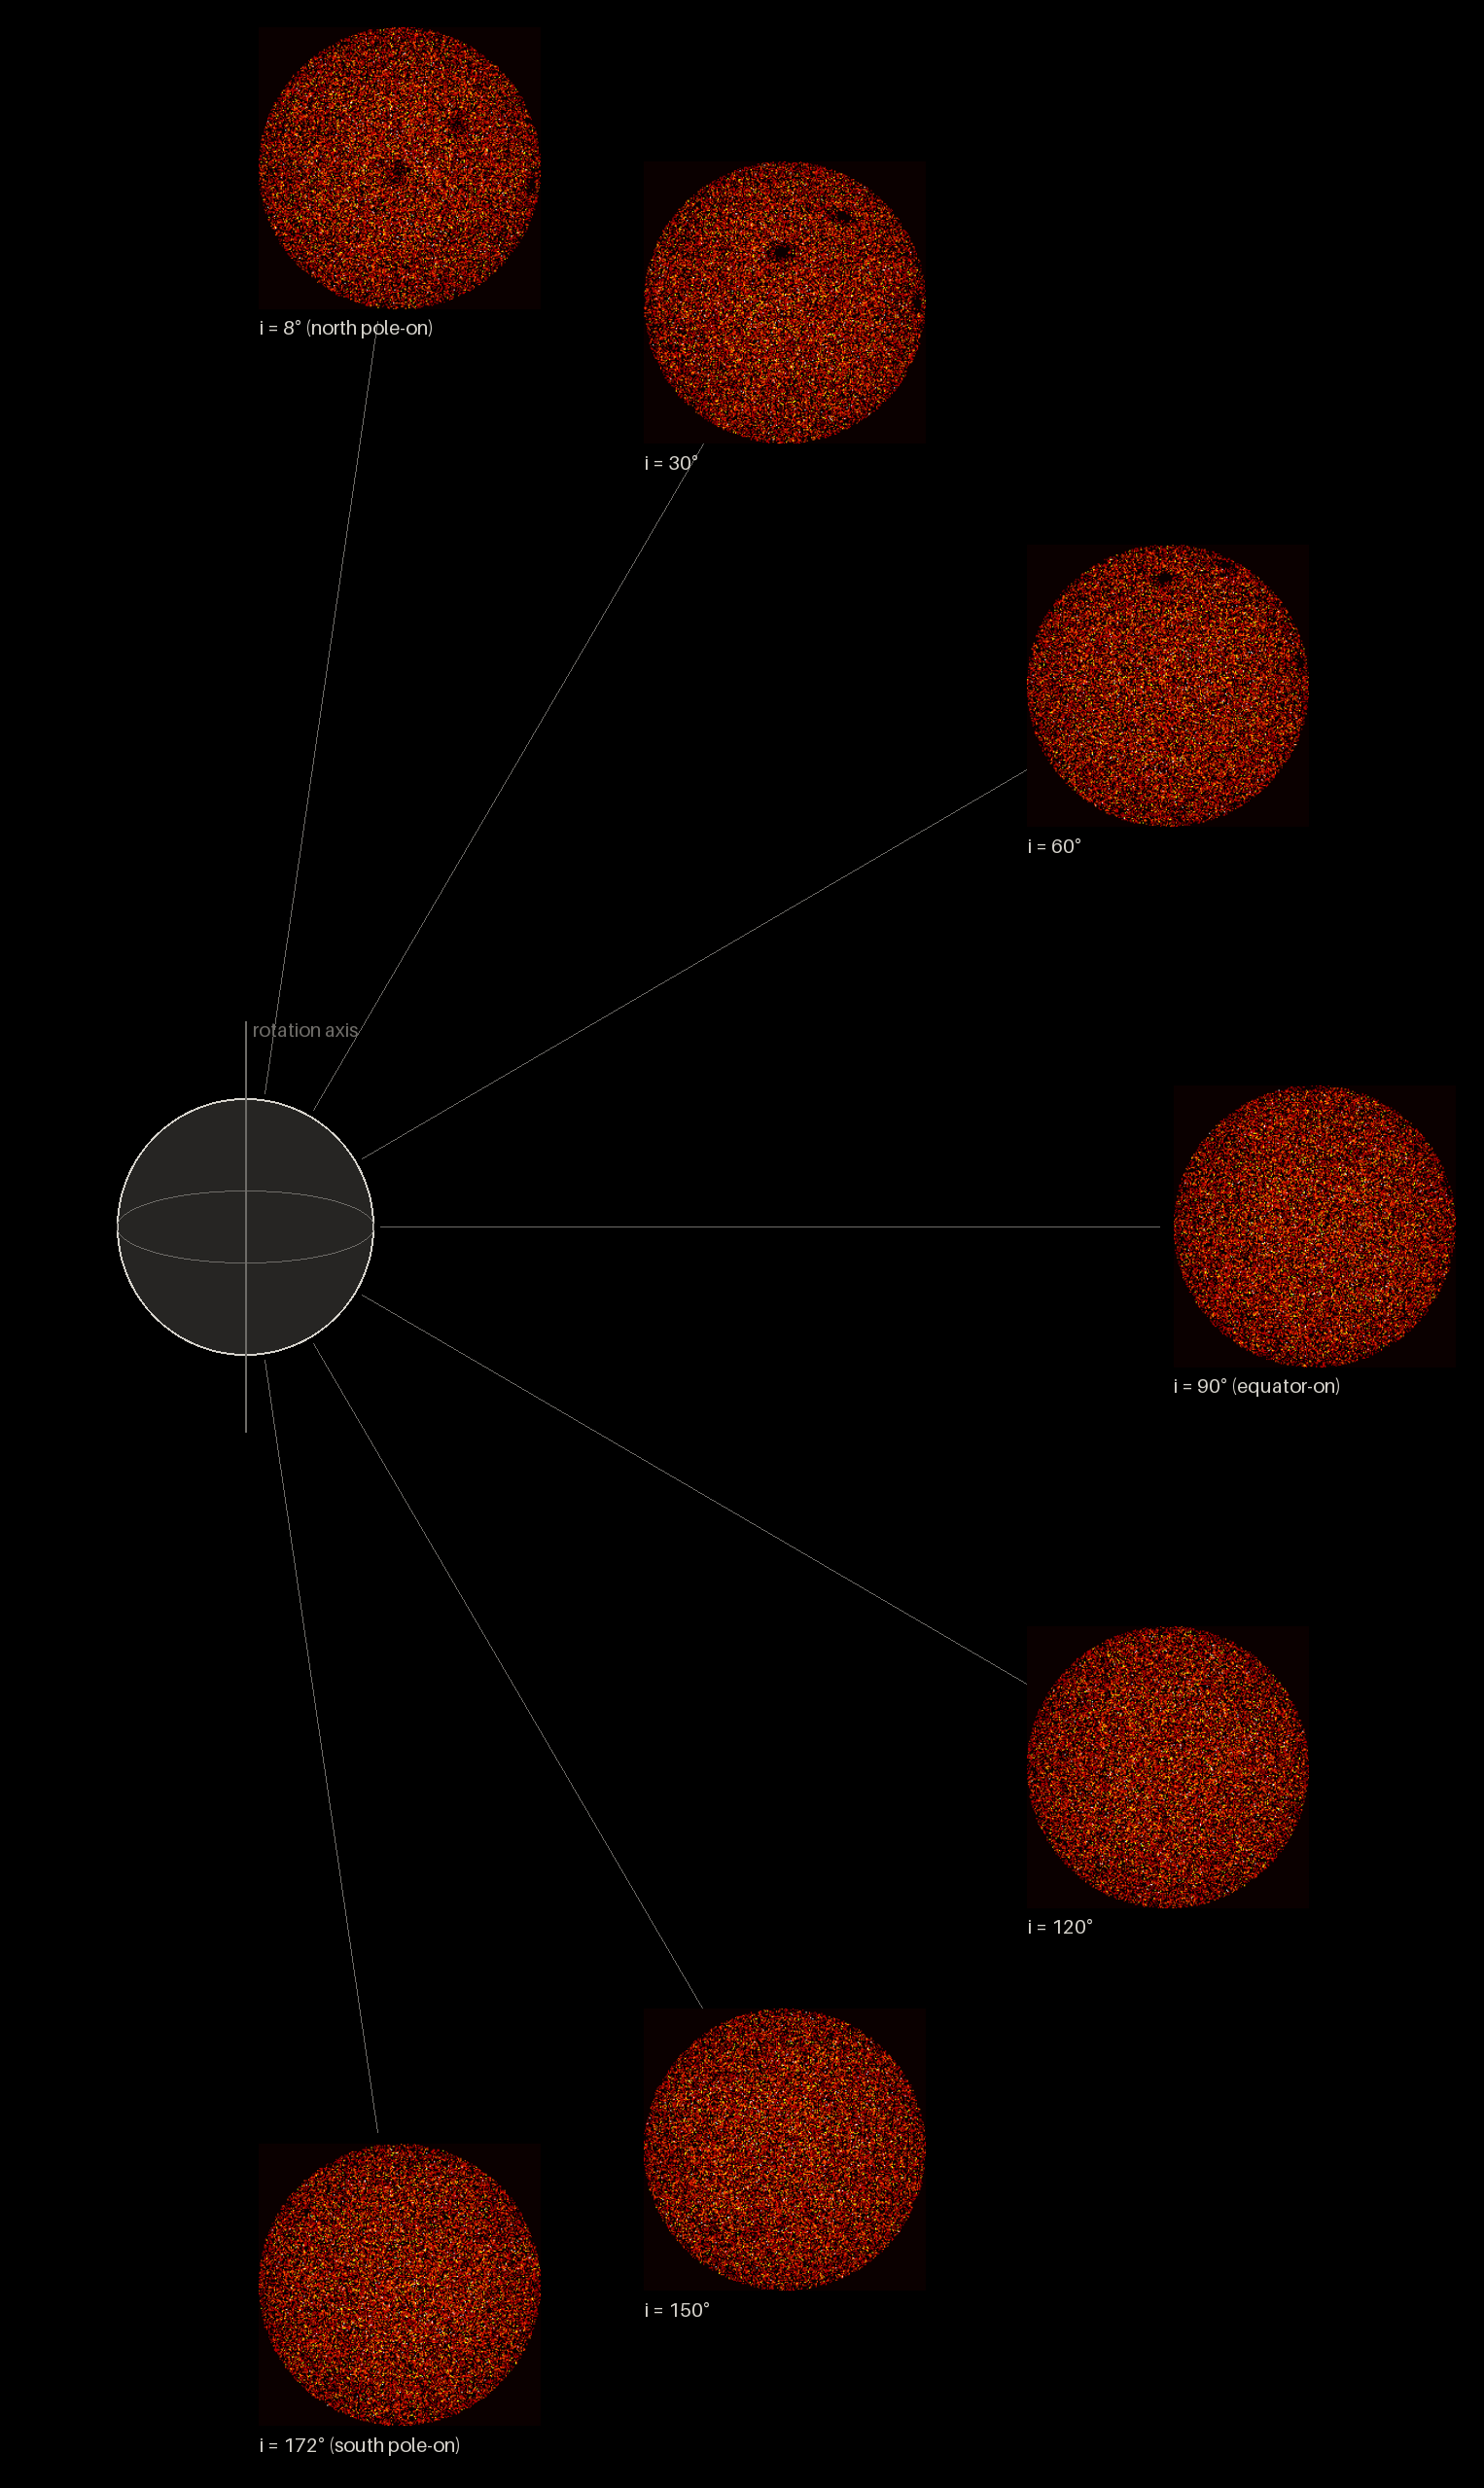 i = 8° (north pole-on)
i = 30°
i = 60°
rotation axis
i = 90° (equator-on)
i = 120°
i = 150°
i = 172° (south pole-on)